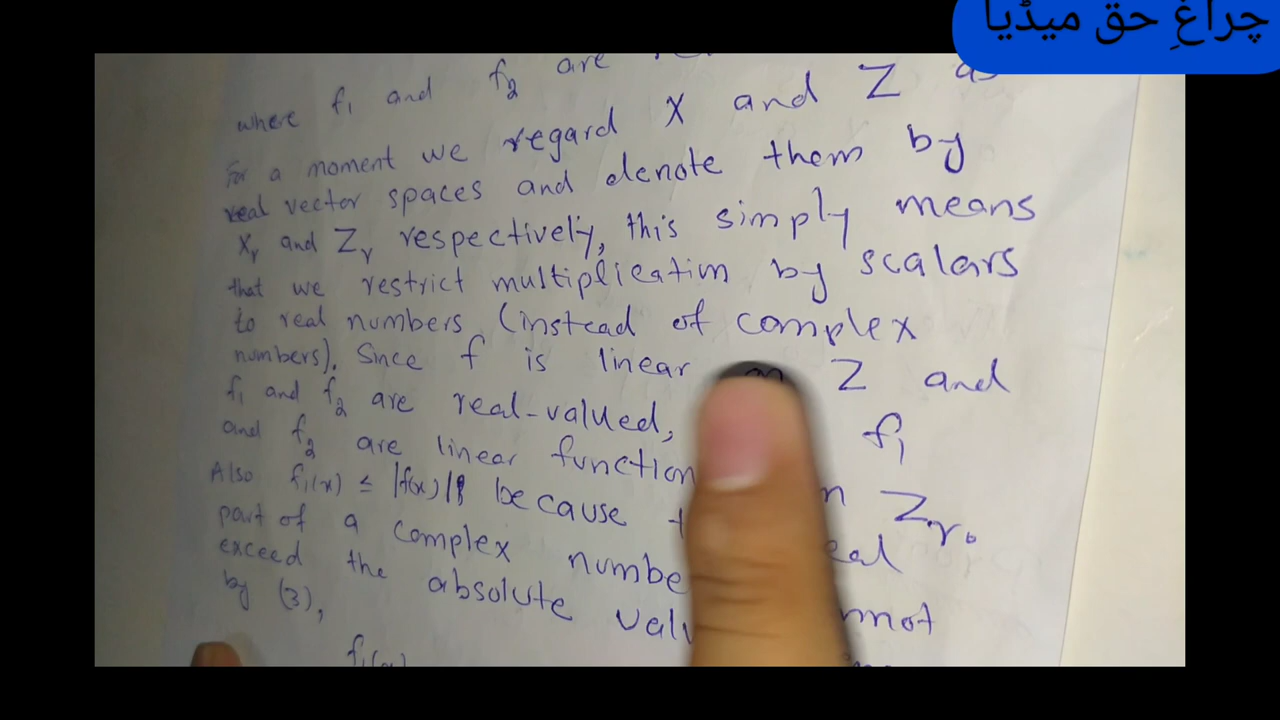 چراغِ حق میڈیا
where f₁ and f₂ are
For a moment we regard X and Z as
real vector spaces and denote them by
Xᵣ and Zᵣ respectively, this simply means
that we restrict multiplication by scalars
to real numbers (instead of complex
numbers). Since f is linear on Z and
f₁ and f₂ are real-valued, f₁
and f₂ are linear function Zᵣ.
Also f₁(x) ≤ |f(x)| because
part of a complex number
exceed the absolute
by (3),